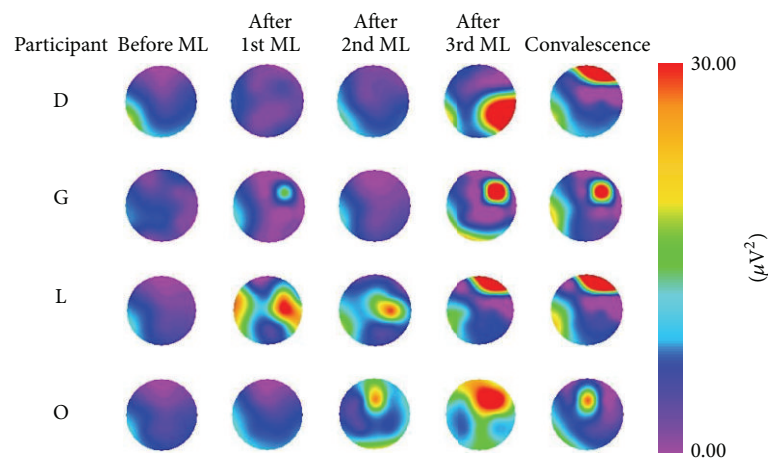 Participant Before ML After 1st ML After 2nd ML After 3rd ML Convalescence
D
G
L
O
30.00
(μV²)
0.00